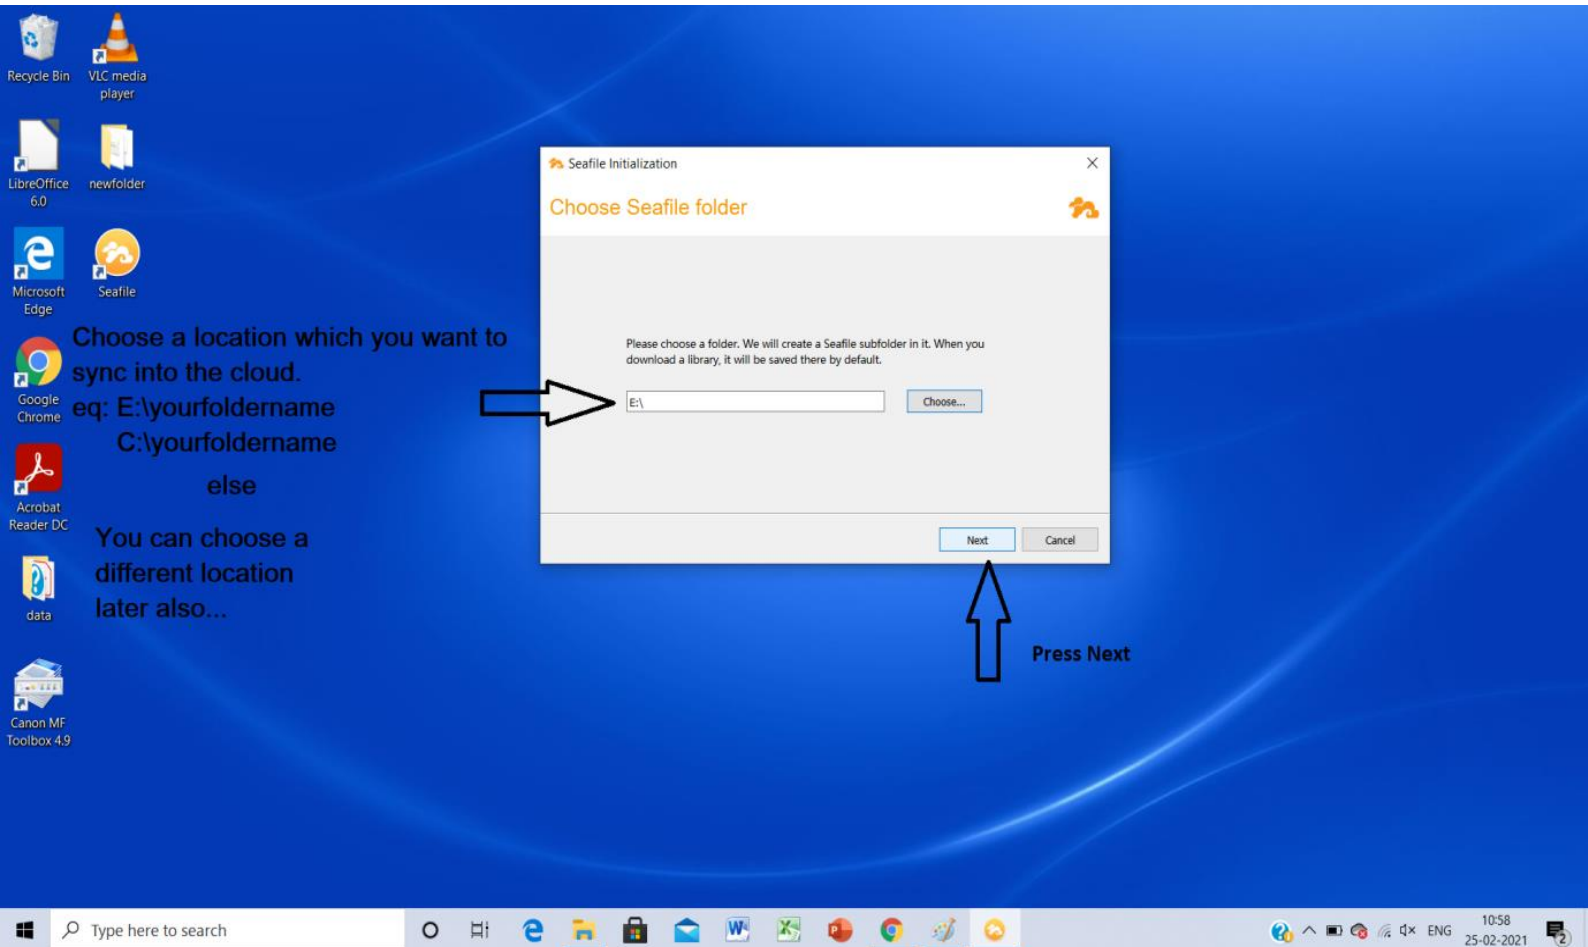 Recycle Bin
VLC media
player
LibreOffice
6.0
newfolder
Microsoft
Edge
Seafile
Google
Chrome
Acrobat
Reader DC
data
Canon MF
Toolbox 4.9
Choose a location which you want to
sync into the cloud.
eq: E:\yourfoldername
C:\yourfoldername
else
You can choose a
different location
later also...
Seafile Initialization
Choose Seafile folder
Please choose a folder. We will create a Seafile subfolder in it. When you
download a library, it will be saved there by default.
E:\
Choose...
Next
Cancel
Press Next
Type here to search
ENG
10:58
25-02-2021
2